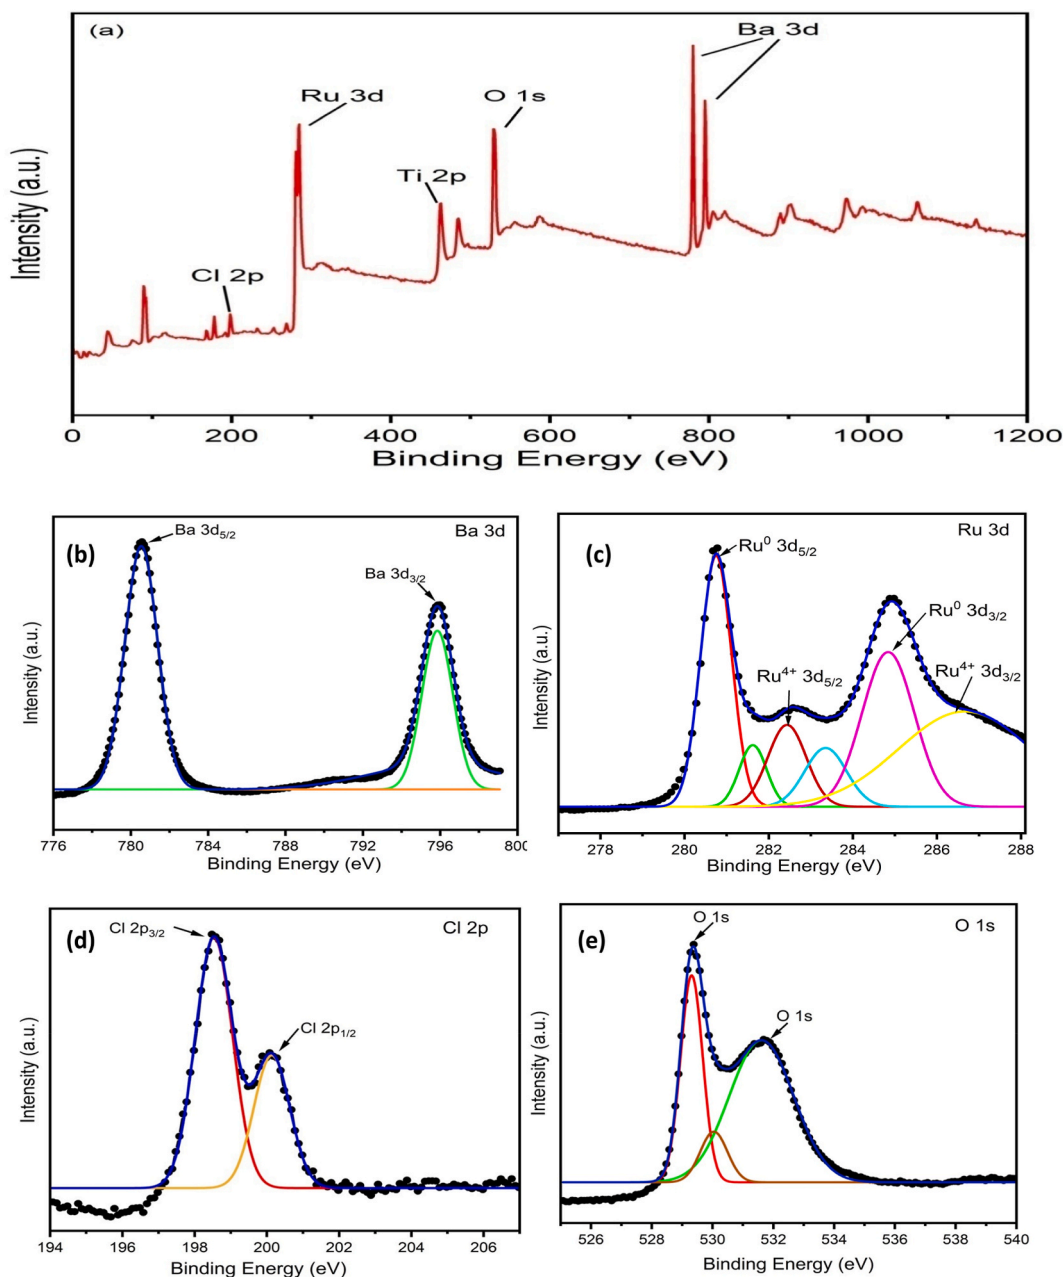 (a)
Ba 3d
Ru 3d
O 1s
Ti 2p
Cl 2p
Intensity (a.u.)
0 200 400 600 800 1000 1200
Binding Energy (eV)
(b)
Ba 3d5/2
Ba 3d
Ba 3d3/2
Intensity (a.u.)
776 780 784 788 792 796 800
Binding Energy (eV)
(c)
Ru⁰ 3d5/2
Ru 3d
Ru⁰ 3d3/2
Ru⁴⁺ 3d5/2
Ru⁴⁺ 3d3/2
Intensity (a.u.)
278 280 282 284 286 288
Binding Energy (eV)
(d)
Cl 2p3/2
Cl 2p
Cl 2p1/2
Intensity (a.u.)
194 196 198 200 202 204 206
Binding Energy (eV)
(e)
O 1s
O 1s
O 1s
Intensity (a.u.)
526 528 530 532 534 536 538 540
Binding Energy (eV)